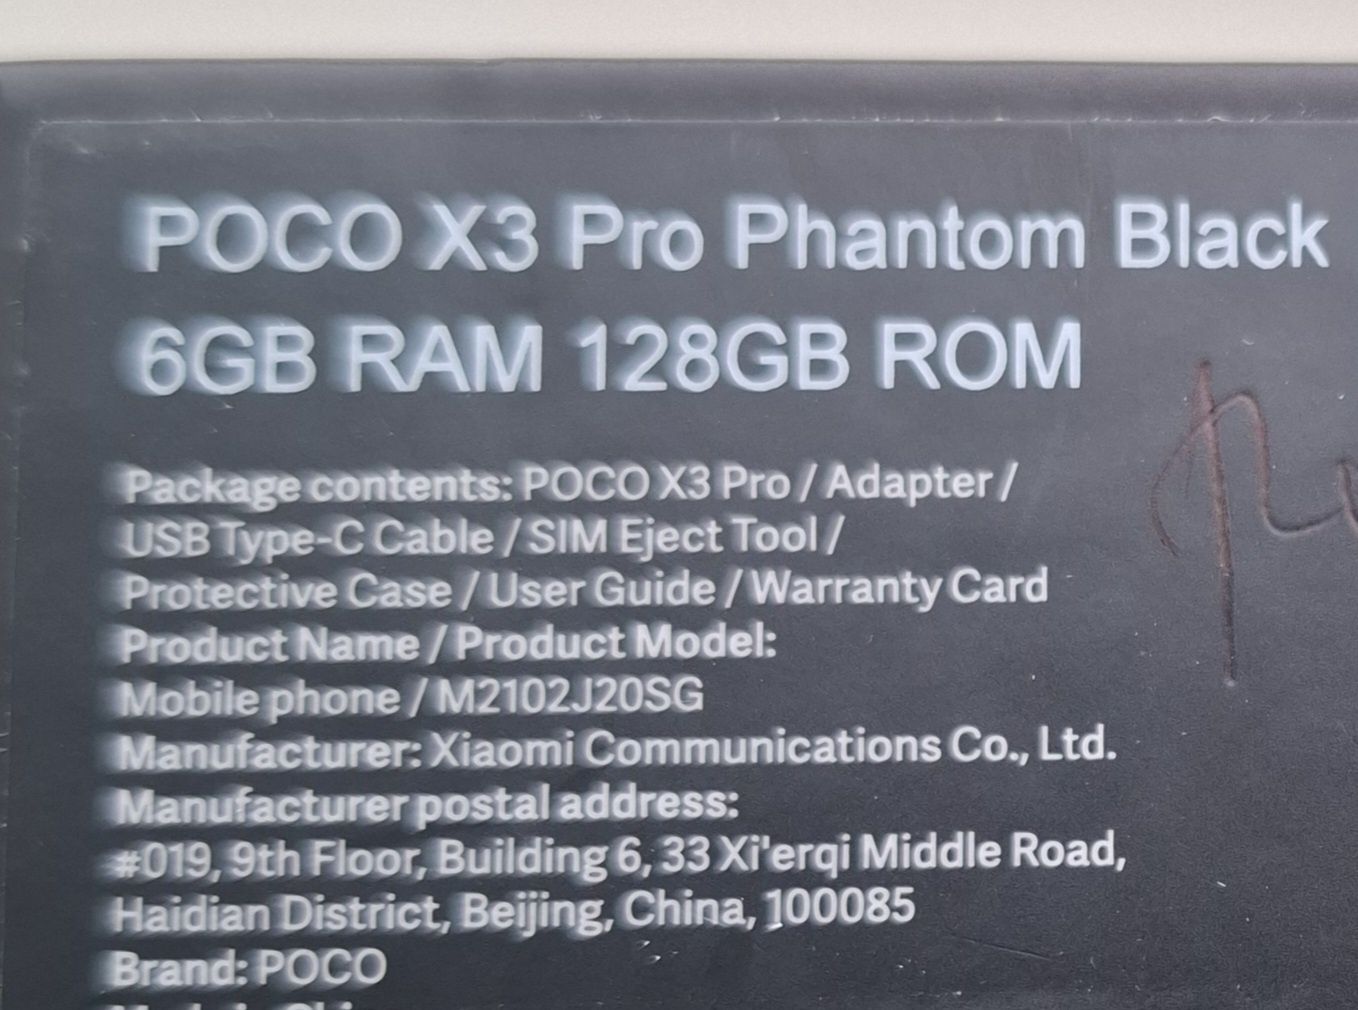 POCO X3 Pro Phantom Black
6GB RAM 128GB ROM
Package contents: POCO X3 Pro / Adapter /
USB Type-C Cable / SIM Eject Tool /
Protective Case / User Guide / Warranty Card
Product Name / Product Model:
Mobile phone / M2102J20SG
Manufacturer: Xiaomi Communications Co., Ltd.
Manufacturer postal address:
#019, 9th Floor, Building 6, 33 Xi'erqi Middle Road,
Haidian District, Beijing, China, 100085
Brand: POCO